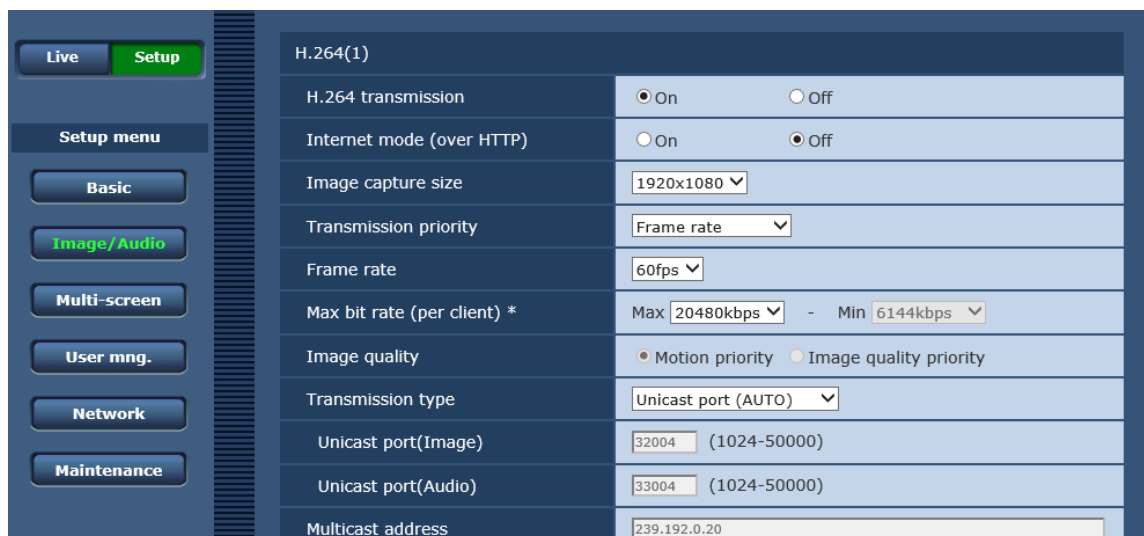 Live Setup
Setup menu
Basic
Image/Audio
Multi-screen
User mng.
Network
Maintenance
H.264(1)
H.264 transmission On Off
Internet mode (over HTTP) On Off
Image capture size 1920x1080
Transmission priority Frame rate
Frame rate 60fps
Max bit rate (per client) * Max 20480kbps - Min 6144kbps
Image quality Motion priority Image quality priority
Transmission type Unicast port (AUTO)
Unicast port(Image) 32004 (1024-50000)
Unicast port(Audio) 33004 (1024-50000)
Multicast address 239.192.0.20